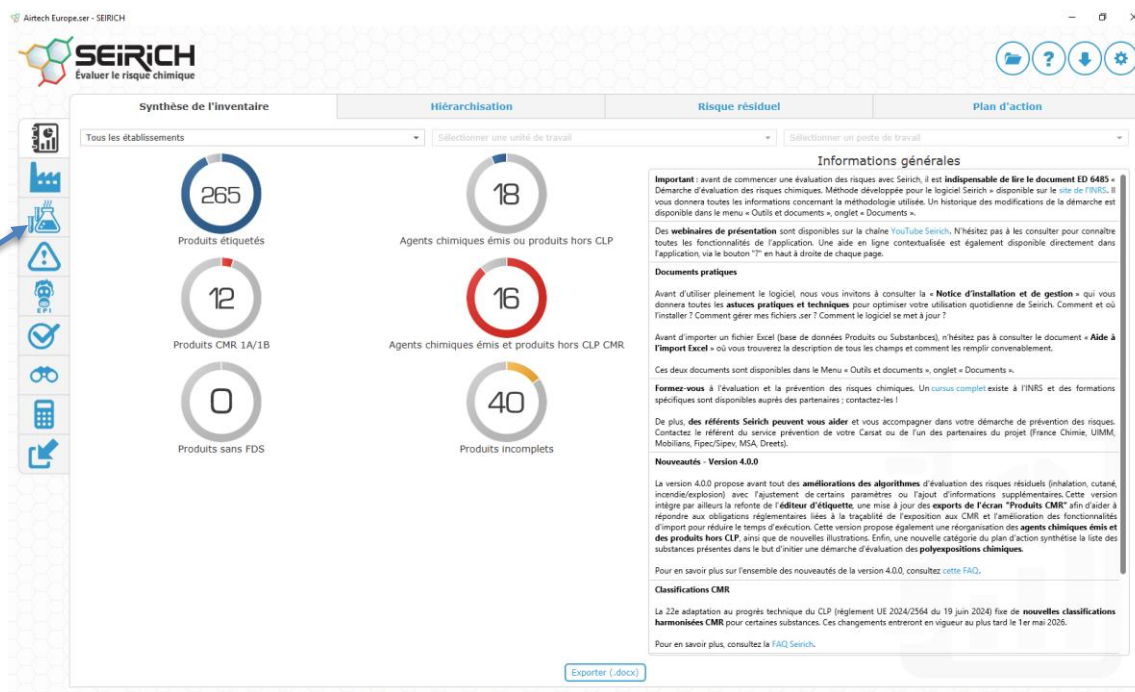 Airtech Europe.ser - SEIRICH
SEIRICH
Évaluer le risque chimique
?
Synthèse de l'inventaire
Hiérarchisation
Risque résiduel
Plan d'action
Tous les établissements
Sélectionner une unité de travail
Sélectionner un poste de travail
265
Produits étiquetés
18
Agents chimiques émis ou produits hors CLP
12
Produits CMR 1A/1B
16
Agents chimiques émis et produits hors CLP CMR
0
Produits sans FDS
40
Produits incomplets
EPI
Informations générales
Important : avant de commencer une évaluation des risques avec Seirich, il est indispensable de lire le document ED 6485 «
Démarche d'évaluation des risques chimiques. Méthode développée pour le logiciel Seirich » disponible sur le site de l'INRS. Il
vous donnera toutes les informations concernant la méthodologie utilisée. Un historique des modifications de la démarche est
disponible dans le menu « Outils et documents », onglet « Documents ».
Des webinaires de présentation sont disponibles sur la chaîne YouTube Seirich. N'hésitez pas à les consulter pour connaître
toutes les fonctionnalités de l'application. Une aide en ligne contextualisée est également disponible directement dans
l'application, via le bouton "?" en haut à droite de chaque page.
Documents pratiques
Avant d'utiliser pleinement le logiciel, nous vous invitons à consulter la « Notice d'installation et de gestion » qui vous
donnera toutes les astuces pratiques et techniques pour optimiser votre utilisation quotidienne de Seirich. Comment et où
l'installer ? Comment gérer mes fichiers .ser ? Comment le logiciel se met à jour ?
Avant d'importer un fichier Excel (base de données Produits ou Substantbces), n'hésitez pas à consulter le document « Aide à
l'import Excel » où vous trouverez la description de tous les champs et comment les remplir convenablement.
Ces deux documents sont disponibles dans le Menu « Outils et documents », onglet « Documents ».
Formez-vous à l'évaluation et la prévention des risques chimiques. Un cursus complet existe à l'INRS et des formations
spécifiques sont disponibles auprès des partenaires ; contactez-les !
De plus, des référents Seirich peuvent vous aider et vous accompagner dans votre démarche de prévention des risques.
Contactez le référent du service prévention de votre Carsat ou de l'un des partenaires du projet (France Chimie, UIMM,
Mobilians, Fipec/Sipev, MSA, Dreets).
Nouveautés - Version 4.0.0
La version 4.0.0 propose avant tout des améliorations des algorithmes d'évaluation des risques résiduels (inhalation, cutané,
incendie/explosion) avec l'ajustement de certains paramètres ou l'ajout d'informations supplémentaires. Cette version
intègre par ailleurs la refonte de l'éditeur d'étiquette, une mise à jour des exports de l'écran "Produits CMR" afin d'aider à
répondre aux obligations réglementaires liées à la traçabilité de l'exposition aux CMR et l'amélioration des fonctionnalités
d'import pour réduire le temps d'exécution. Cette version propose également une réorganisation des agents chimiques émis et
des produits hors CLP, ainsi que de nouvelles illustrations. Enfin, une nouvelle catégorie du plan d'action synthétise la liste des
substances présentes dans le but d'initier une démarche d'évaluation des polyexpositions chimiques.
Pour en savoir plus sur l'ensemble des nouveautés de la version 4.0.0, consultez cette FAQ.
Classifications CMR
La 22e adaptation au progrès technique du CLP (règlement UE 2024/2564 du 19 juin 2024) fixe de nouvelles classifications
harmonisées CMR pour certaines substances. Ces changements entreront en vigueur au plus tard le 1er mai 2026.
Pour en savoir plus, consultez la FAQ Seirich.
Exporter (.docx)